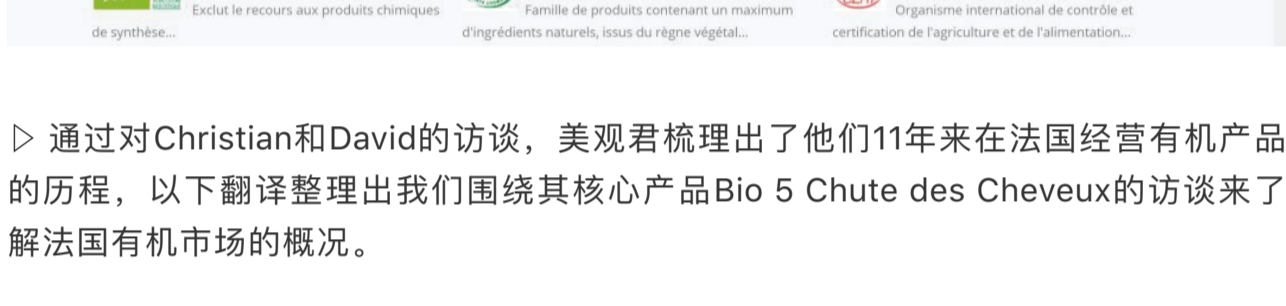 Exclut le recours aux produits chimiques
de synthèse...
Famille de produits contenant un maximum
d'ingrédients naturels, issus du règne végétal...
Organisme international de contrôle et
certification de l'agriculture et de l'alimentation...
▷ 通过对Christian和David的访谈，美观君梳理出了他们11年来在法国经营有机产品
的历程，以下翻译整理出我们围绕其核心产品Bio 5 Chute des Cheveux的访谈来了
解法国有机市场的概况。